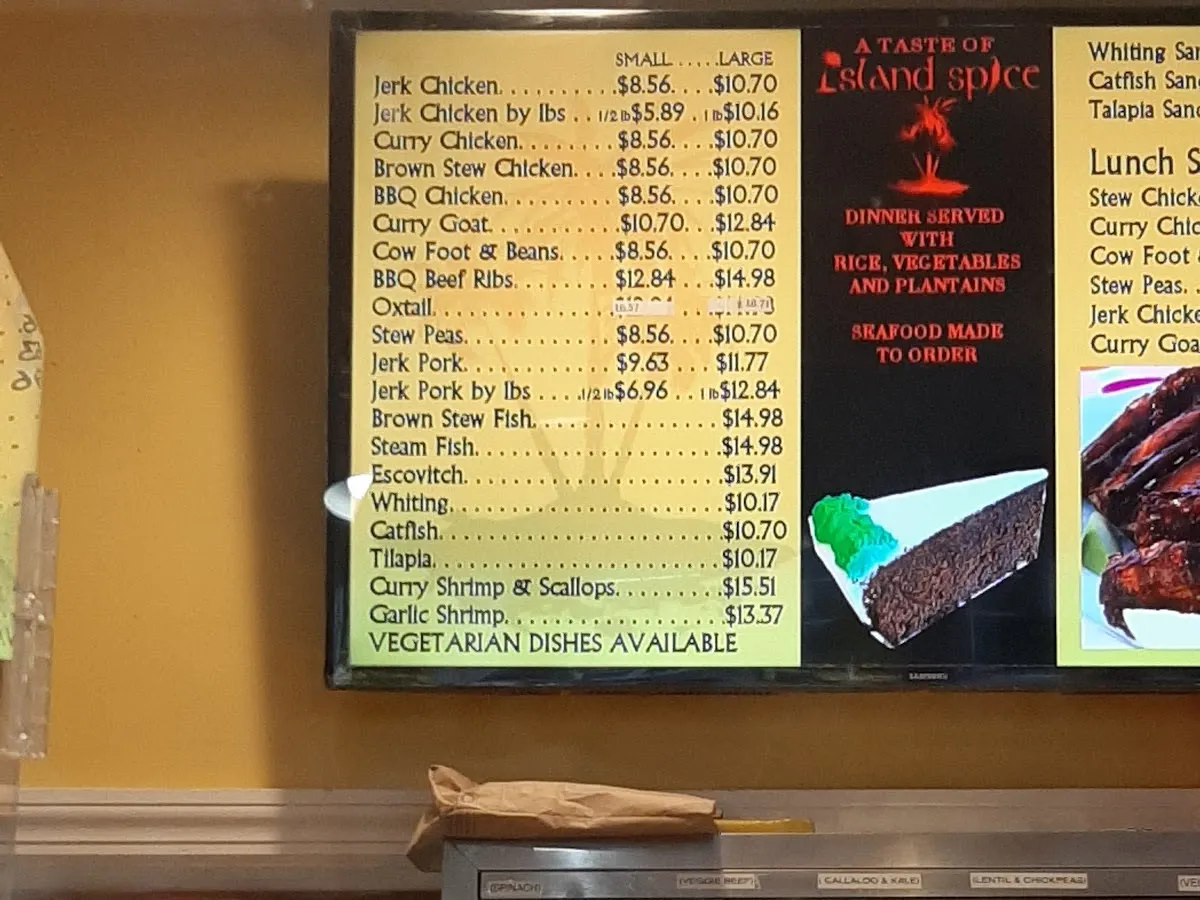 SMALL.....LARGE
Jerk Chicken..........$8.56....$10.70
Jerk Chicken by lbs .. 1/2 lb$5.89 . 1 lb$10.16
Curry Chicken........$8.56....$10.70
Brown Stew Chicken....$8.56....$10.70
BBQ Chicken.........$8.56....$10.70
Curry Goat...........$10.70...$12.84
Cow Foot & Beans.....$8.56....$10.70
BBQ Beef Ribs........$12.84 ...$14.98
Oxtail
Stew Peas............$8.56....$10.70
Jerk Pork............$9.63 ...$11.77
Jerk Pork by lbs ....1/2 lb$6.96 .. 1 lb$12.84
Brown Stew Fish................$14.98
Steam Fish.....................$14.98
Escovitch......................$13.91
Whiting........................$10.17
Catfish........................$10.70
Tilapia........................$10.17
Curry Shrimp & Scallops.........$15.51
Garlic Shrimp..................$13.37
VEGETARIAN DISHES AVAILABLE
A TASTE OF
island spice
DINNER SERVED
WITH
RICE, VEGETABLES
AND PLANTAINS
SEAFOOD MADE
TO ORDER
SAMSUNG
Whiting San
Catfish Sand
Talapia Sand
Lunch S
Stew Chick
Curry Chic
Cow Foot
Stew Peas. .
Jerk Chicke
Curry Goa
(SPINACH)
(VEGGIE BEEF)
( CALLALOO & KALE)
(LENTIL & CHICKPEAS)
(VE